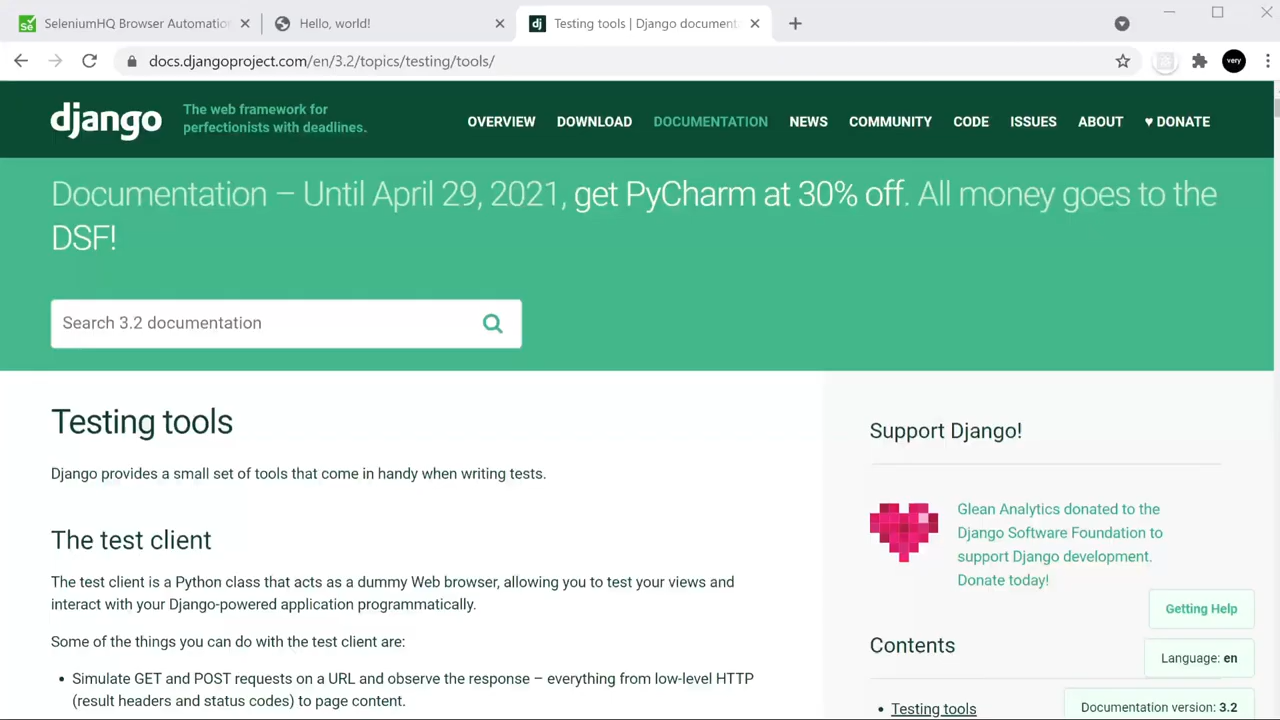 SeleniumHQ Browser Automation
Hello, world!
Testing tools | Django document
docs.djangoproject.com/en/3.2/topics/testing/tools/
very
django
The web framework for
perfectionists with deadlines.
OVERVIEW DOWNLOAD DOCUMENTATION NEWS COMMUNITY CODE ISSUES ABOUT ♥ DONATE
Documentation – Until April 29, 2021, get PyCharm at 30% off. All money goes to the
DSF!
Search 3.2 documentation
Testing tools
Django provides a small set of tools that come in handy when writing tests.
The test client
The test client is a Python class that acts as a dummy Web browser, allowing you to test your views and
interact with your Django-powered application programmatically.
Some of the things you can do with the test client are:
• Simulate GET and POST requests on a URL and observe the response – everything from low-level HTTP
(result headers and status codes) to page content.
Support Django!
Glean Analytics donated to the
Django Software Foundation to
support Django development.
Donate today!
Getting Help
Contents
Language: en
• Testing tools
Documentation version: 3.2